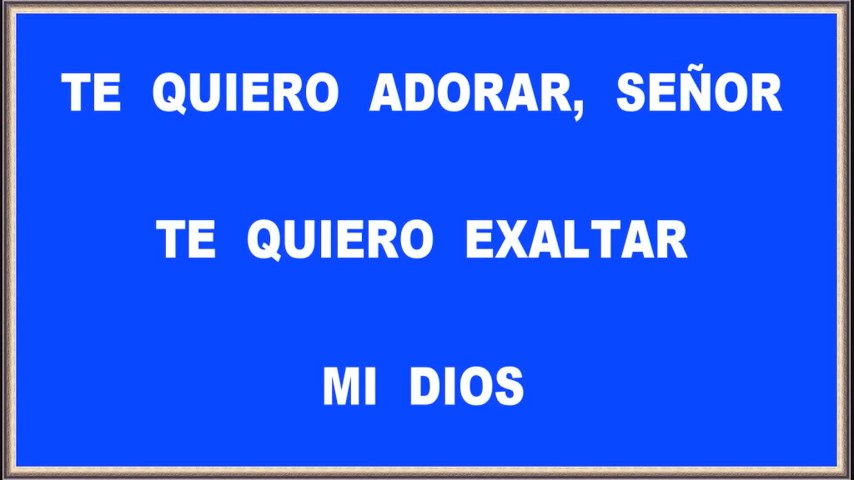 TE QUIERO ADORAR, SEÑOR
TE QUIERO EXALTAR
MI DIOS